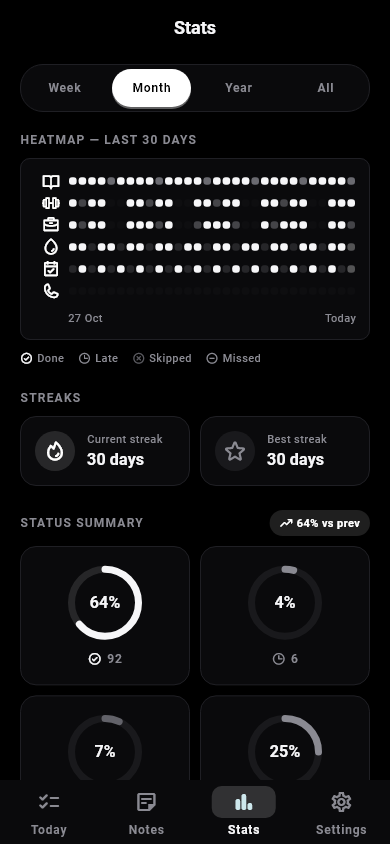 Stats
Week Month Year All
HEATMAP — LAST 30 DAYS
27 Oct Today
Done Late Skipped Missed
STREAKS
Current streak
30 days
Best streak
30 days
STATUS SUMMARY
64% vs prev
64% 4%
92 6
7% 25%
Today Notes Stats Settings